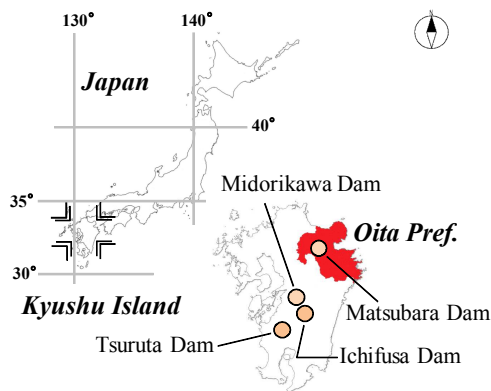 130° 140°
Japan
40°
35°
Midorikawa Dam
Oita Pref.
30°
Kyushu Island
Matsubara Dam
Tsuruta Dam
Ichifusa Dam